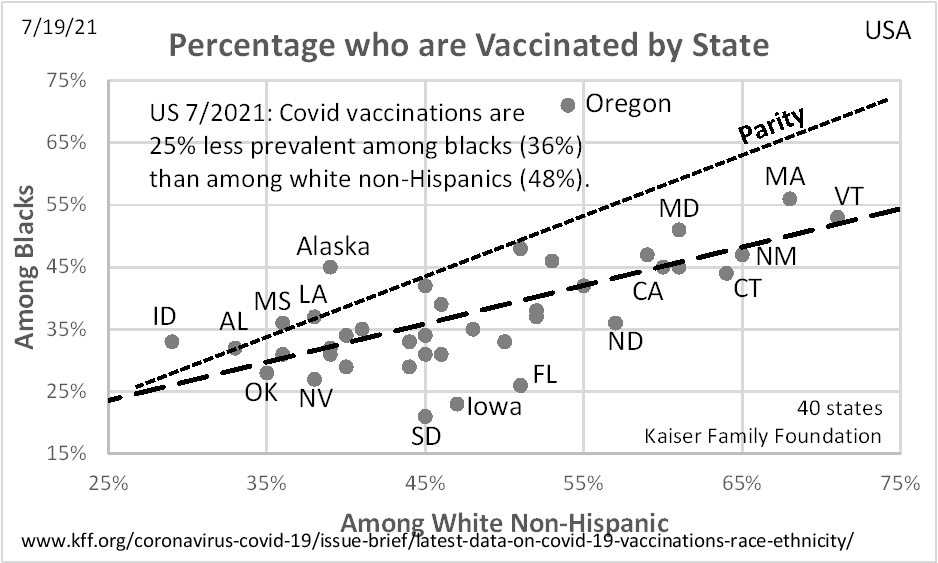 7/19/21
Percentage who are Vaccinated by State
USA
75%
65%
55%
45%
35%
25%
15%
Among Blacks
US 7/2021: Covid vaccinations are
25% less prevalent among blacks (36%)
than among white non-Hispanics (48%).
Oregon
Parity
MA
VT
MD
Alaska
NM
CA
CT
LA
MS
ID
AL
ND
OK
NV
FL
Iowa
SD
40 states
Kaiser Family Foundation
25%
35%
45%
55%
65%
75%
Among White Non-Hispanic
www.kff.org/coronavirus-covid-19/issue-brief/latest-data-on-covid-19-vaccinations-race-ethnicity/